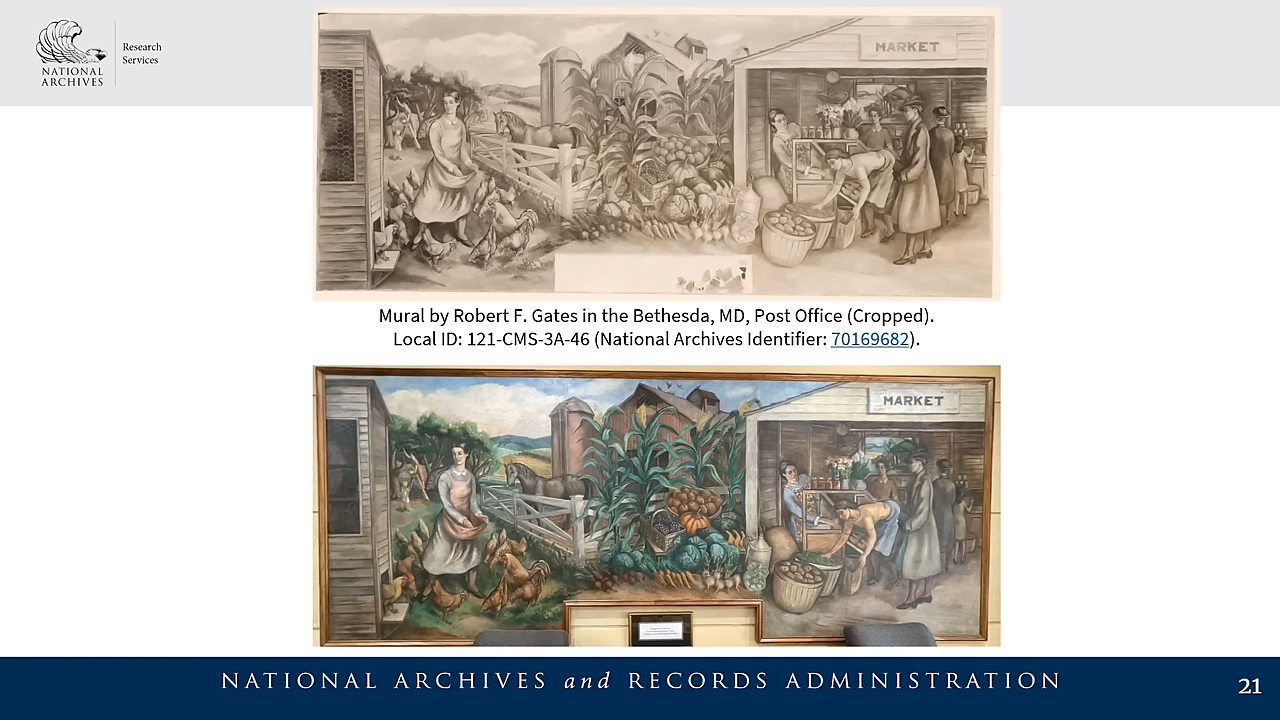 NATIONAL
ARCHIVES
Research
Services
MARKET
Mural by Robert F. Gates in the Bethesda, MD, Post Office (Cropped).
Local ID: 121-CMS-3A-46 (National Archives Identifier: 70169682).
MARKET
NATIONAL ARCHIVES and RECORDS ADMINISTRATION
21